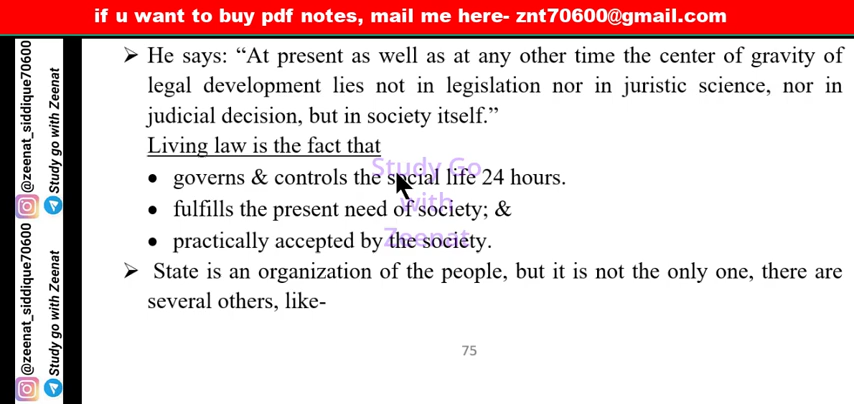 if u want to buy pdf notes, mail me here- znt70600@gmail.com
➤ He says: “At present as well as at any other time the center of gravity of
legal development lies not in legislation nor in juristic science, nor in
judicial decision, but in society itself.”
Living law is the fact that
• governs & controls the social life 24 hours.
• fulfills the present need of society; &
• practically accepted by the society.
➤ State is an organization of the people, but it is not the only one, there are
several others, like-
75
Study Go
with
Zeenat
@zeenat_siddique70600
Study go with Zeenat
@zeenat_siddique70600
Study go with Zeenat